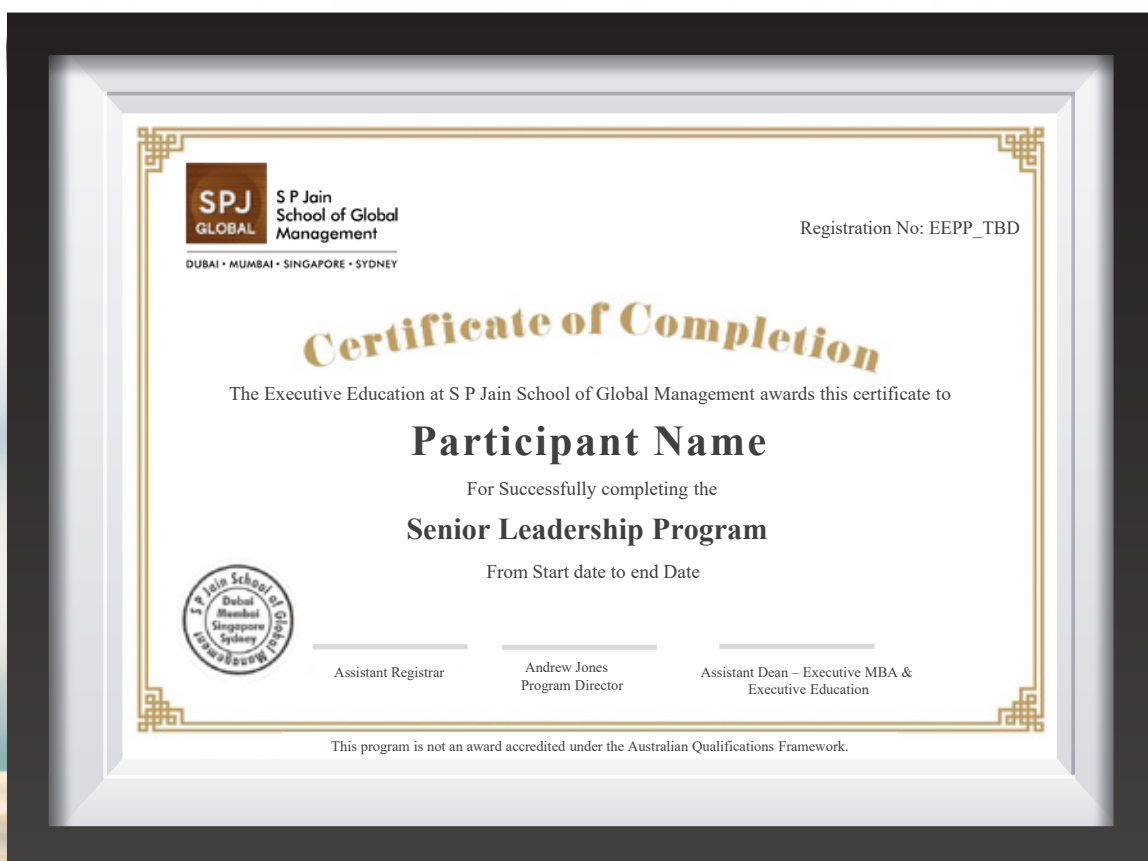 SPJ
GLOBAL
S P Jain
School of Global
Management
DUBAI • MUMBAI • SINGAPORE • SYDNEY
Registration No: EEPP_TBD
Certificate of Completion
The Executive Education at S P Jain School of Global Management awards this certificate to
Participant Name
For Successfully completing the
Senior Leadership Program
From Start date to end Date
S P Jain School of Global Management
Dubai
Mumbai
Singapore
Sydney
Assistant Registrar
Andrew Jones
Program Director
Assistant Dean – Executive MBA &
Executive Education
This program is not an award accredited under the Australian Qualifications Framework.